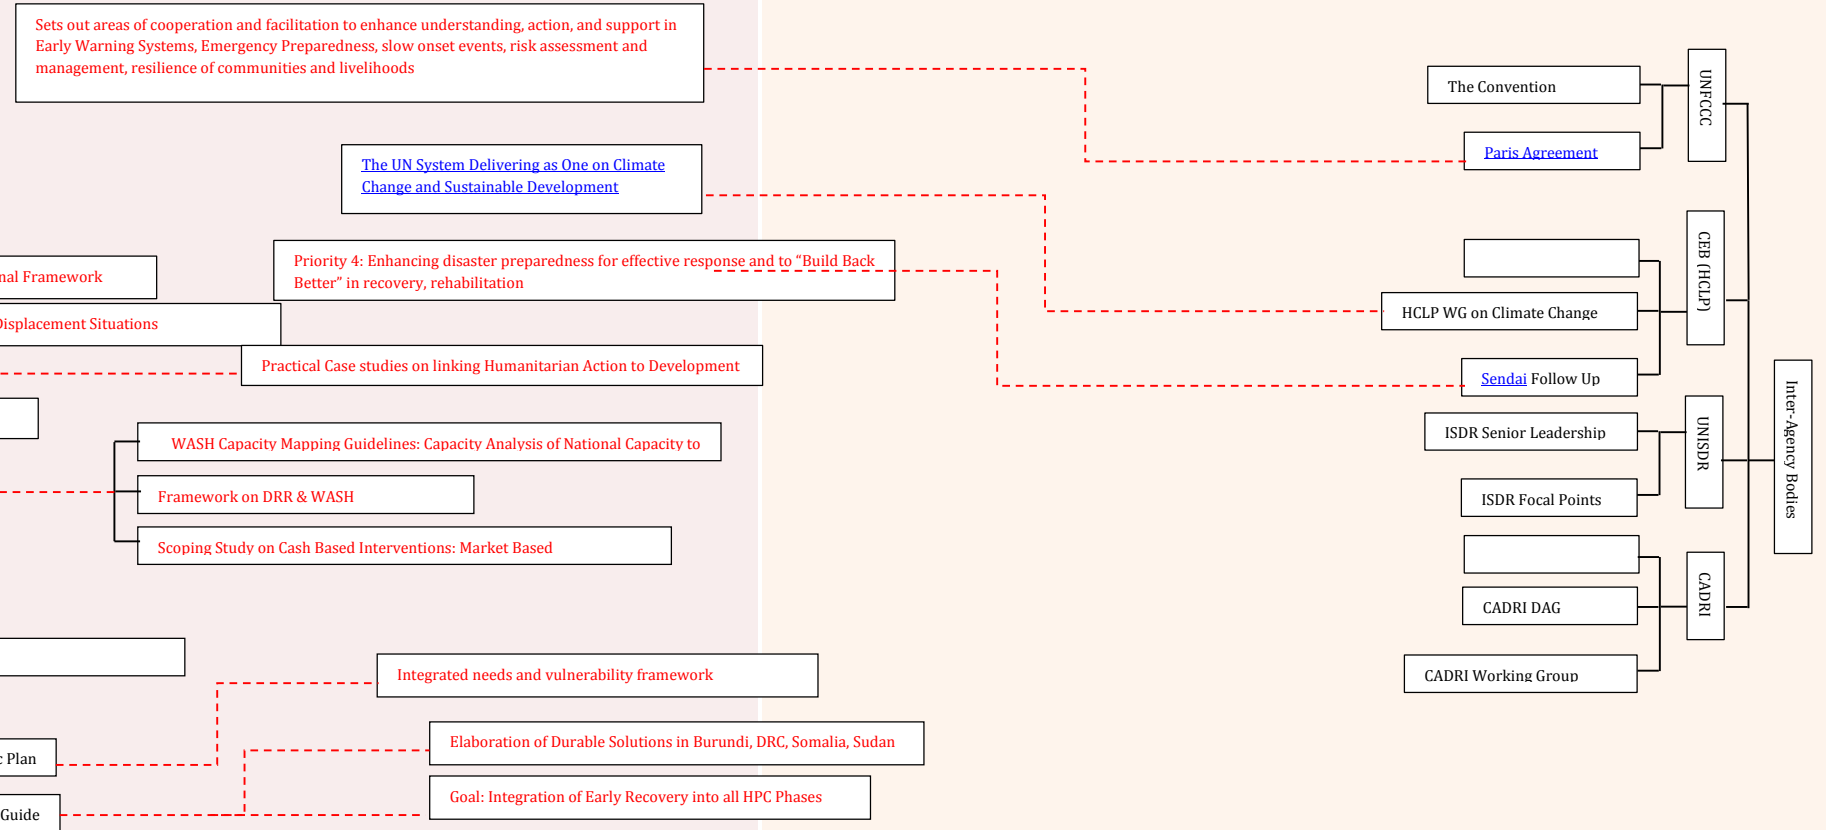 Sets out areas of cooperation and facilitation to enhance understanding, action, and support in
Early Warning Systems, Emergency Preparedness, slow onset events, risk assessment and
management, resilience of communities and livelihoods
The UN System Delivering as One on Climate
Change and Sustainable Development
Priority 4: Enhancing disaster preparedness for effective response and to “Build Back
Better” in recovery, rehabilitation
nal Framework
Displacement Situations
Practical Case studies on linking Humanitarian Action to Development
WASH Capacity Mapping Guidelines: Capacity Analysis of National Capacity to
Framework on DRR & WASH
Scoping Study on Cash Based Interventions: Market Based
Integrated needs and vulnerability framework
c Plan
Elaboration of Durable Solutions in Burundi, DRC, Somalia, Sudan
Goal: Integration of Early Recovery into all HPC Phases
Guide
The Convention
Paris Agreement
UNFCCC
HCLP WG on Climate Change
Sendai Follow Up
CEB (HCLP)
ISDR Senior Leadership
ISDR Focal Points
UNISDR
CADRI DAG
CADRI Working Group
CADRI
Inter-Agency Bodies